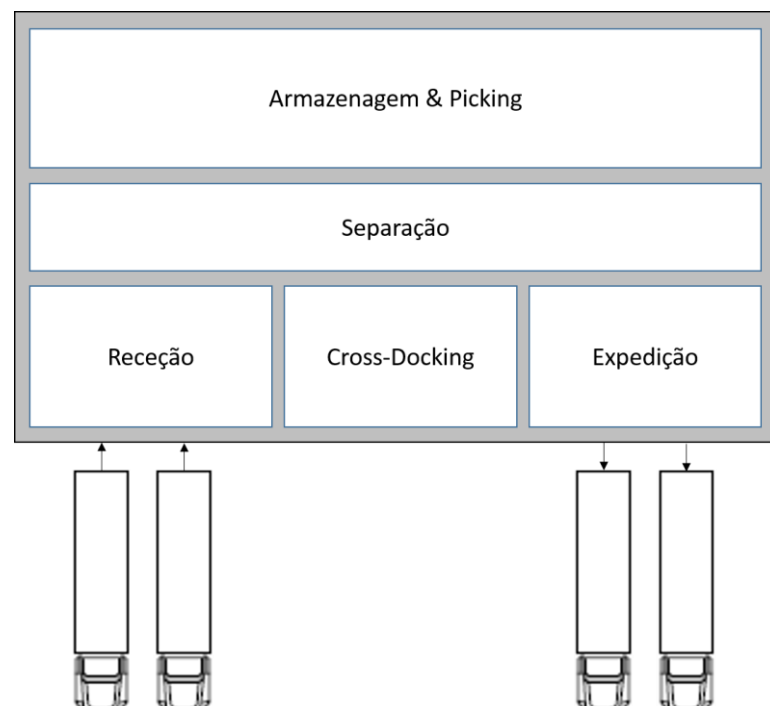 Armazenagem & Picking
Separação
Receção
Cross-Docking
Expedição